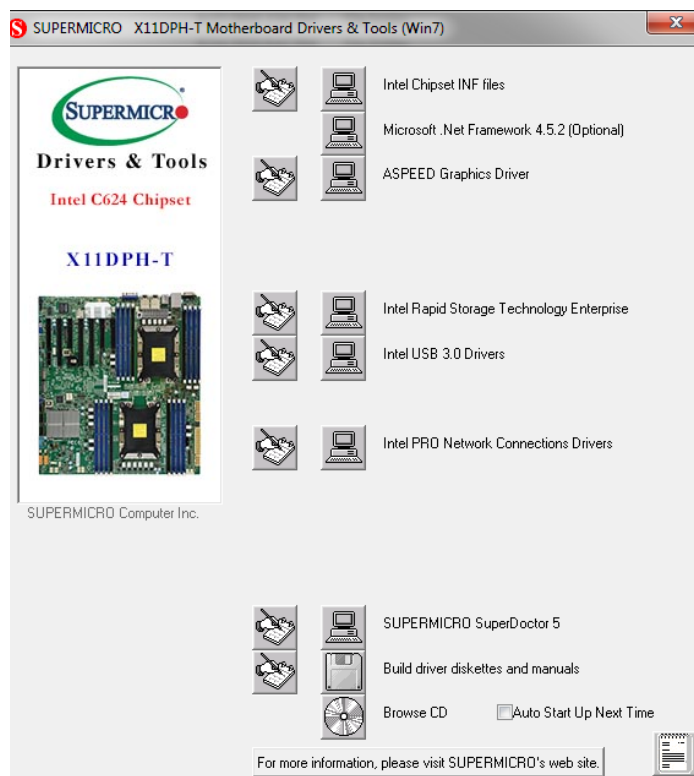 SUPERMICRO X11DPH-T Motherboard Drivers & Tools (Win7)
SUPERMICRO
Drivers & Tools
Intel C624 Chipset
X11DPH-T
SUPERMICRO Computer Inc.
Intel Chipset INF files
Microsoft .Net Framework 4.5.2 (Optional)
ASPEED Graphics Driver
Intel Rapid Storage Technology Enterprise
Intel USB 3.0 Drivers
Intel PRO Network Connections Drivers
SUPERMICRO SuperDoctor 5
Build driver diskettes and manuals
Browse CD
Auto Start Up Next Time
For more information, please visit SUPERMICRO's web site.